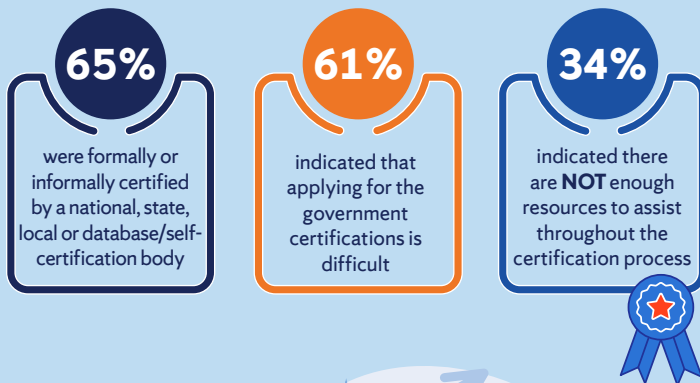 65%
were formally or
informally certified
by a national, state,
local or database/self-
certification body
61%
indicated that
applying for the
government
certifications is
difficult
34%
indicated there
are NOT enough
resources to assist
throughout the
certification process